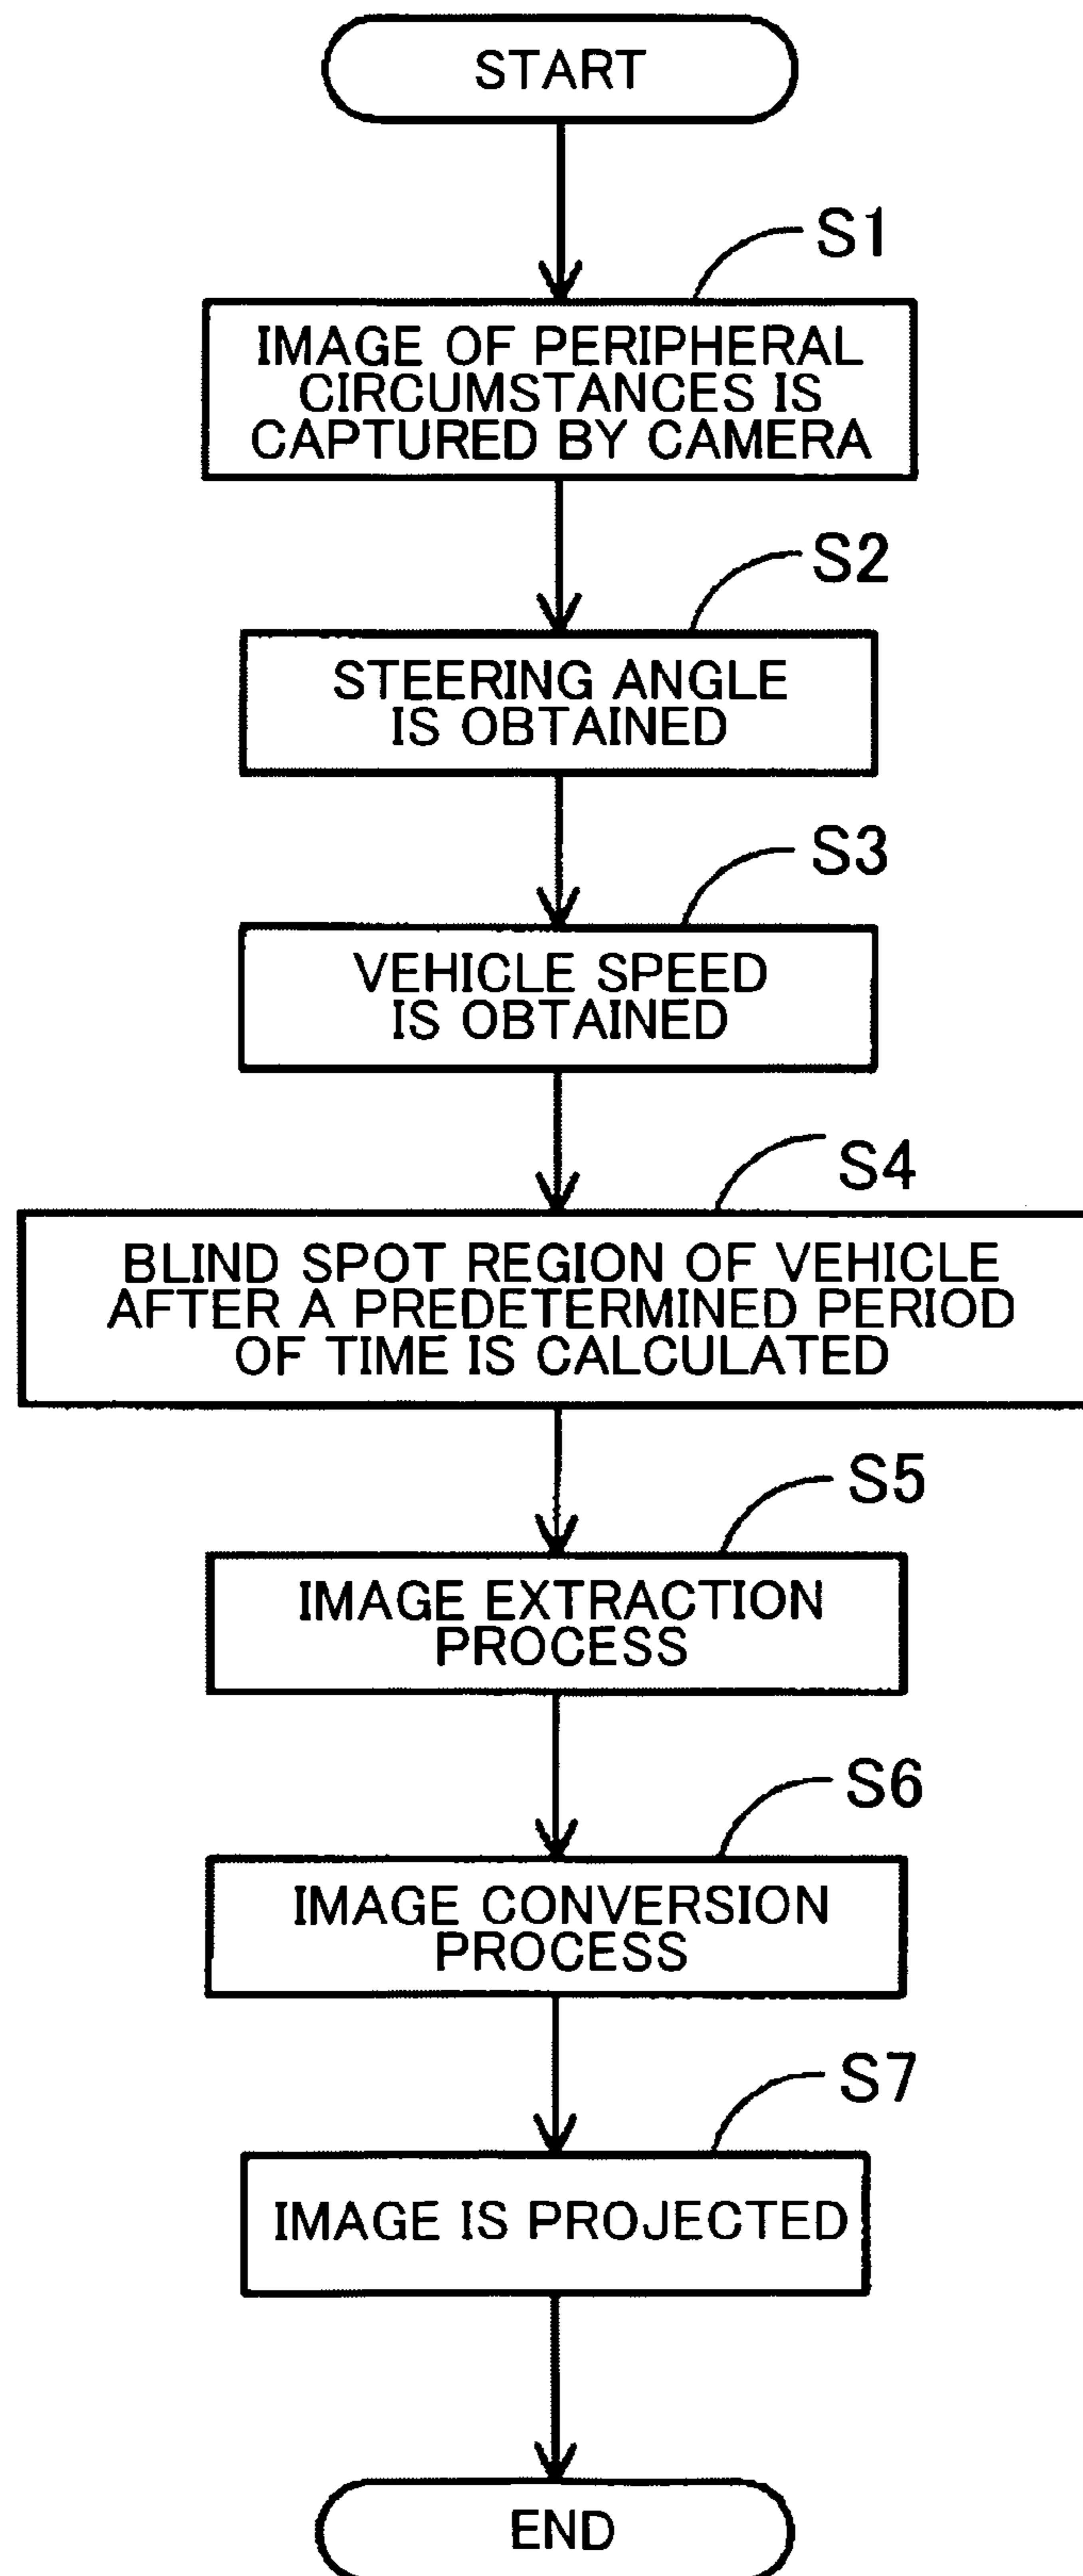 START
S1
IMAGE OF PERIPHERAL
CIRCUMSTANCES IS
CAPTURED BY CAMERA
S2
STEERING ANGLE
IS OBTAINED
S3
VEHICLE SPEED
IS OBTAINED
S4
BLIND SPOT REGION OF VEHICLE
AFTER A PREDETERMINED PERIOD
OF TIME IS CALCULATED
S5
IMAGE EXTRACTION
PROCESS
S6
IMAGE CONVERSION
PROCESS
S7
IMAGE IS PROJECTED
END